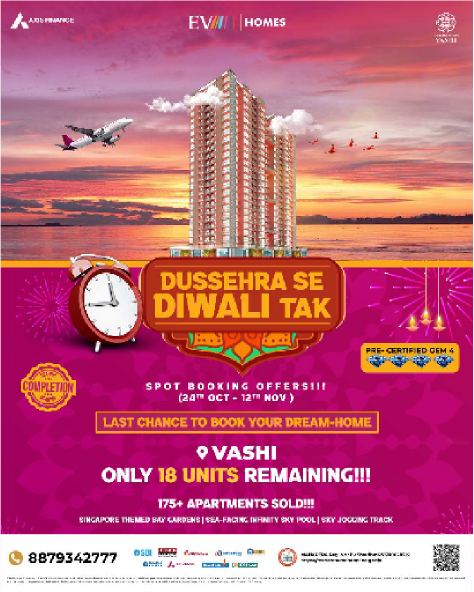 AXIS FINANCE
EV HOMES
VASHI
DUSSEHRA SE
DIWALI TAK
PRE- CERTIFIED GEM 4
COMPLETION
SPOT BOOKING OFFERS!!!
(24TH OCT - 12TH NOV )
LAST CHANCE TO BOOK YOUR DREAM-HOME
VASHI
ONLY 18 UNITS REMAINING!!!
175+ APARTMENTS SOLD!!!
SINGAPORE THEMED BAY GARDENS | SEA-FACING INFINITY SKY POOL | SKY JOGGING TRACK
8879342777
SBI